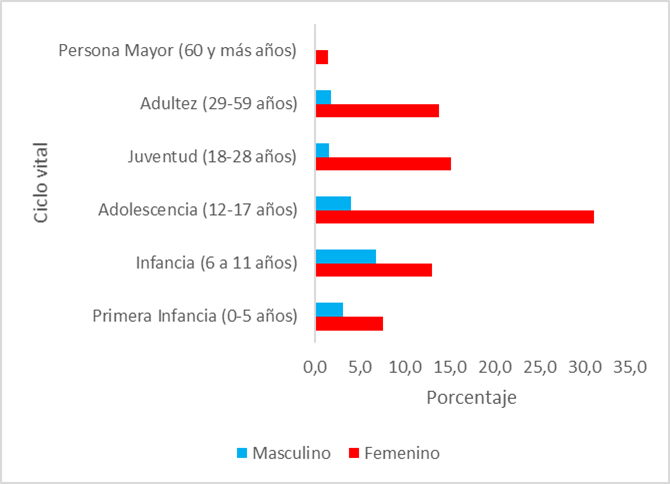 Persona Mayor (60 y más años)
Adultez (29-59 años)
Juventud (18-28 años)
Adolescencia (12-17 años)
Infancia (6 a 11 años)
Primera Infancia (0-5 años)
Ciclo vital
0,0 5,0 10,0 15,0 20,0 25,0 30,0 35,0
Porcentaje
Masculino Femenino